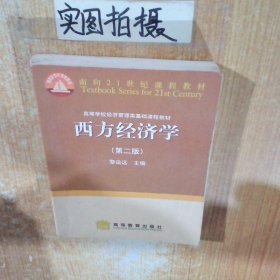 实图拍摄
面向21世纪课程教材
Textbook Series for 21st Century
高等学校经济管理类基础课程教材
西方经济学
(第二版)
黎诣远 主编
高等教育出版社